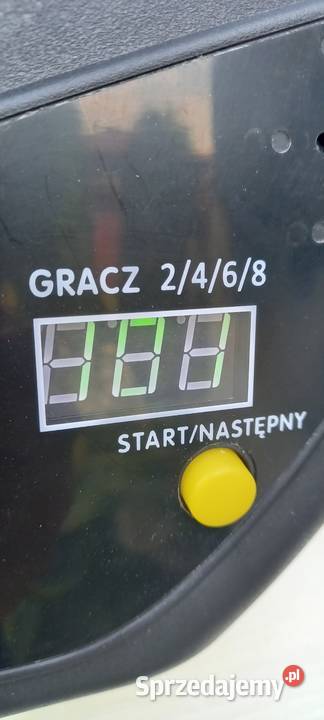 GRACZ 2/4/6/8
START/NASTĘPNY
Sprzedajemy.pl